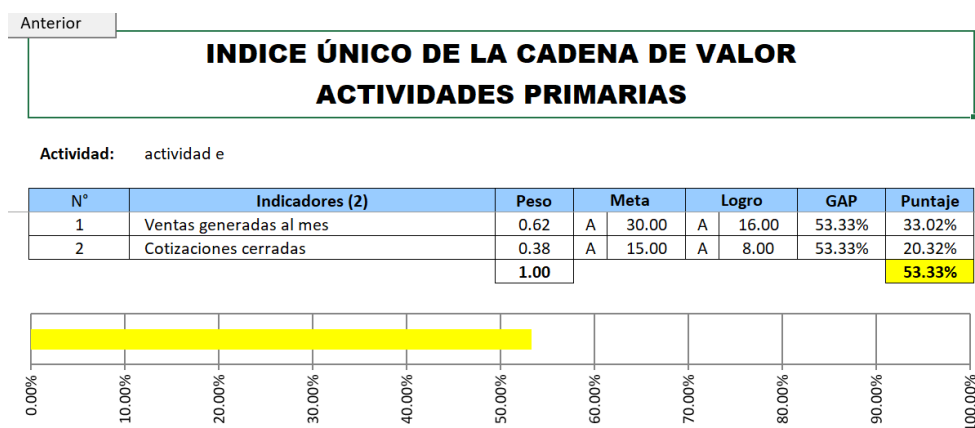 Anterior
INDICE ÚNICO DE LA CADENA DE VALOR
ACTIVIDADES PRIMARIAS
Actividad: actividad e
N° Indicadores (2) Peso Meta Logro GAP Puntaje
1 Ventas generadas al mes 0.62 A 30.00 A 16.00 53.33% 33.02%
2 Cotizaciones cerradas 0.38 A 15.00 A 8.00 53.33% 20.32%
1.00 53.33%
0.00% 10.00% 20.00% 30.00% 40.00% 50.00% 60.00% 70.00% 80.00% 90.00% 100.00%